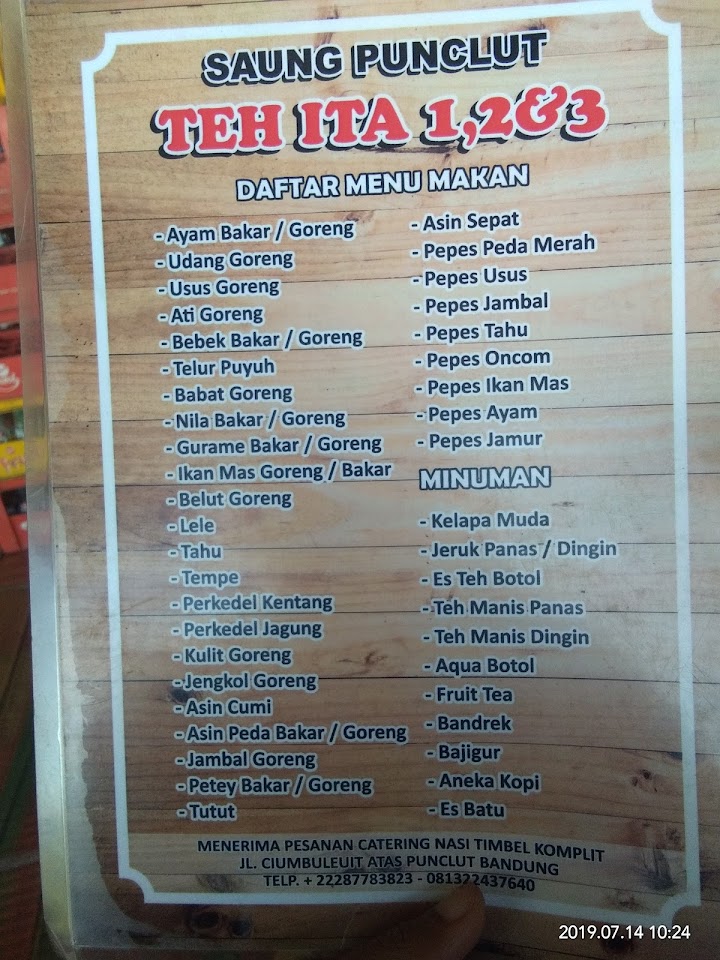 SAUNG PUNCLUT
TEH ITA 1,2&3
DAFTAR MENU MAKAN
- Ayam Bakar / Goreng
- Udang Goreng
- Usus Goreng
- Ati Goreng
- Bebek Bakar / Goreng
- Telur Puyuh
- Babat Goreng
- Nila Bakar / Goreng
- Gurame Bakar / Goreng
- Ikan Mas Goreng / Bakar
- Belut Goreng
- Lele
- Tahu
- Tempe
- Perkedel Kentang
- Perkedel Jagung
- Kulit Goreng
- Jengkol Goreng
- Asin Cumi
- Asin Peda Bakar / Goreng
- Jambal Goreng
- Petey Bakar / Goreng
- Tutut
- Asin Sepat
- Pepes Peda Merah
- Pepes Usus
- Pepes Jambal
- Pepes Tahu
- Pepes Oncom
- Pepes Ikan Mas
- Pepes Ayam
- Pepes Jamur
MINUMAN
- Kelapa Muda
- Jeruk Panas / Dingin
- Es Teh Botol
- Teh Manis Panas
- Teh Manis Dingin
- Aqua Botol
- Fruit Tea
- Bandrek
- Bajigur
- Aneka Kopi
- Es Batu
MENERIMA PESANAN CATERING NASI TIMBEL KOMPLIT
JL. CIUMBULEUIT ATAS PUNCLUT BANDUNG
TELP. + 22287783823 - 081322437640
2019.07.14 10:24